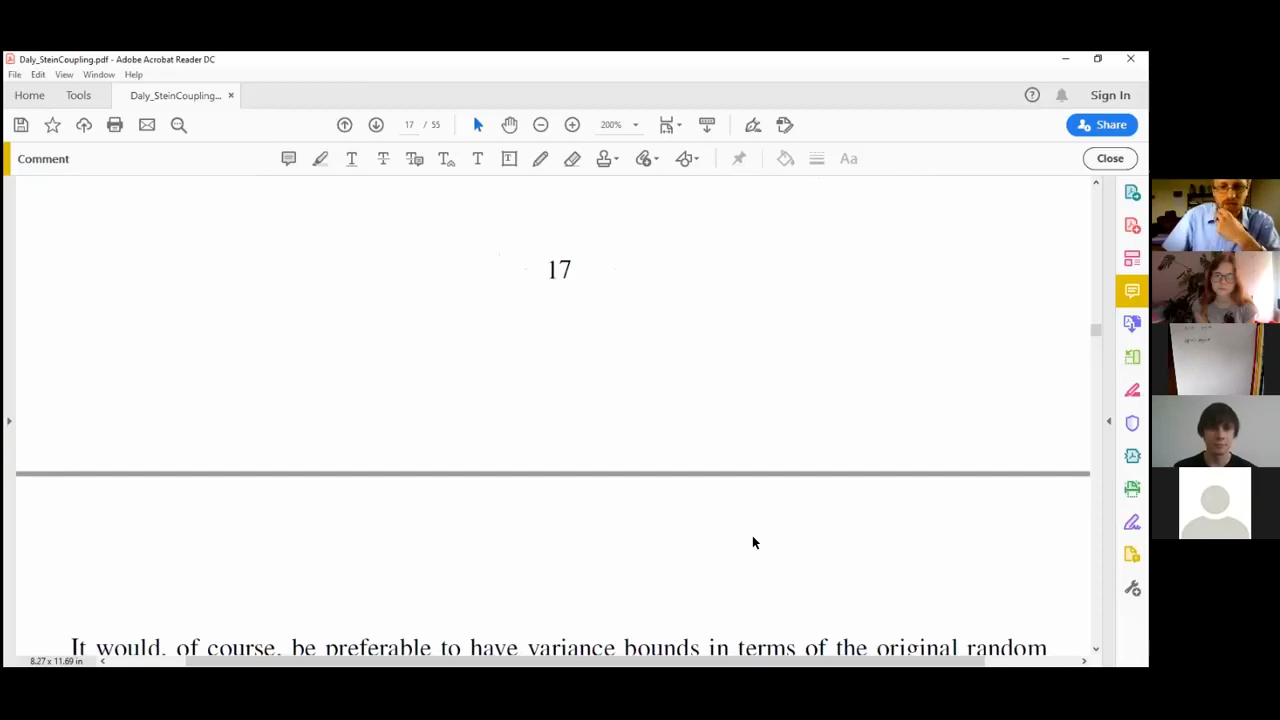 Daly_SteinCoupling.pdf - Adobe Acrobat Reader DC
File Edit View Window Help
Home Tools Daly_SteinCoupling... × Sign In
17 / 55 200% Share
Comment Aa Close
17
It would, of course, be preferable to have variance bounds in terms of the original random
8.27 x 11.69 in